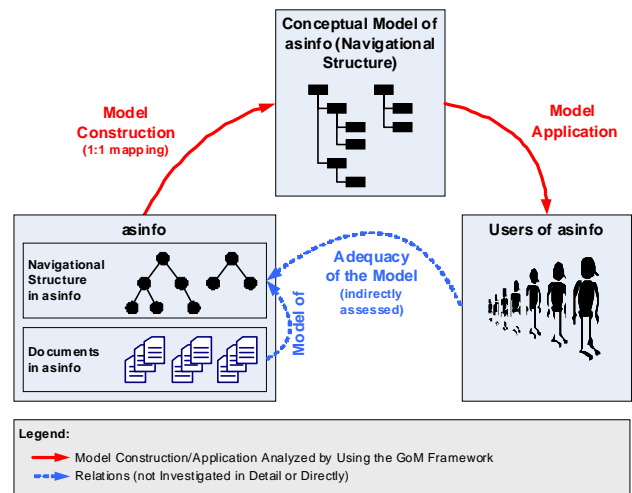 Conceptual Model of
asinfo (Navigational
Structure)
Model
Construction
(1:1 mapping)
Model
Application
asinfo
Navigational
Structure
in asinfo
Documents
in asinfo
Model of
Adequacy
of the Model
(indirectly
assessed)
Users of asinfo
Legend:
Model Construction/Application Analyzed by Using the GoM Framework
Relations (not Investigated in Detail or Directly)